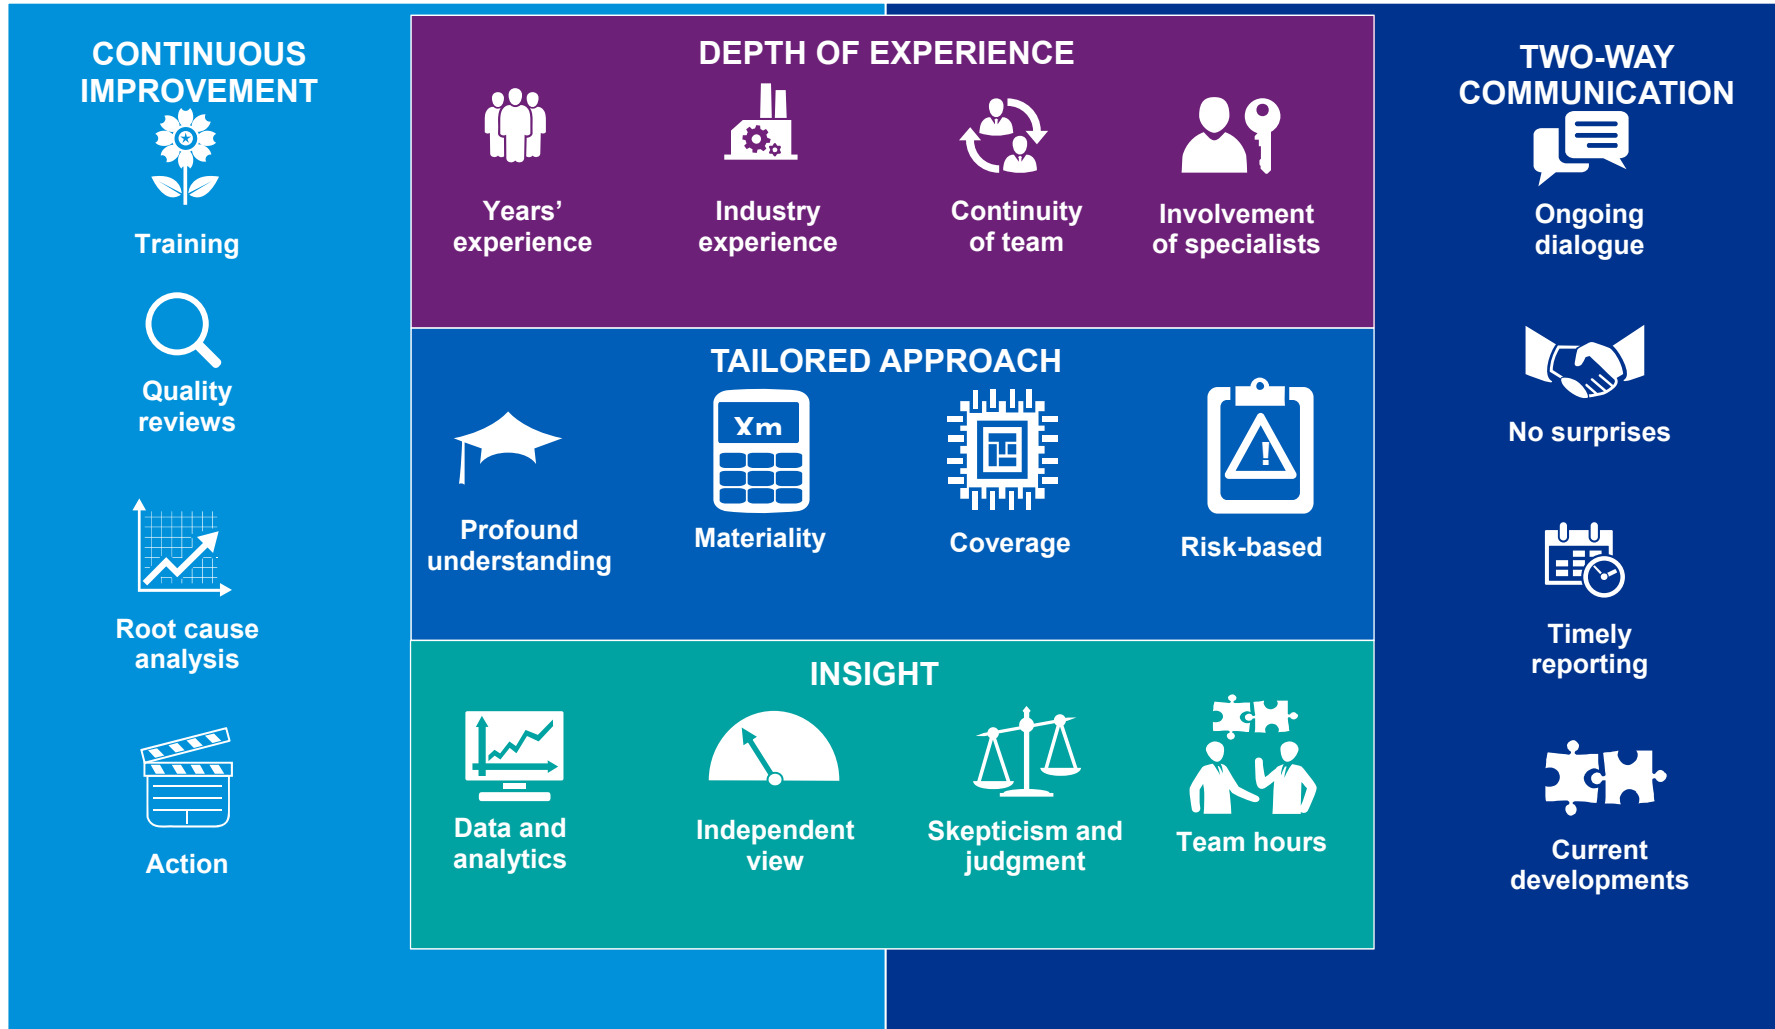 CONTINUOUS
IMPROVEMENT
Training
Quality
reviews
Root cause
analysis
Action
DEPTH OF EXPERIENCE
Years’
experience
Industry
experience
Continuity
of team
Involvement
of specialists
TAILORED APPROACH
Xm
Profound
understanding
Materiality
Coverage
!
Risk-based
INSIGHT
Data and
analytics
Independent
view
Skepticism and
judgment
Team hours
TWO-WAY
COMMUNICATION
Ongoing
dialogue
No surprises
Timely
reporting
Current
developments